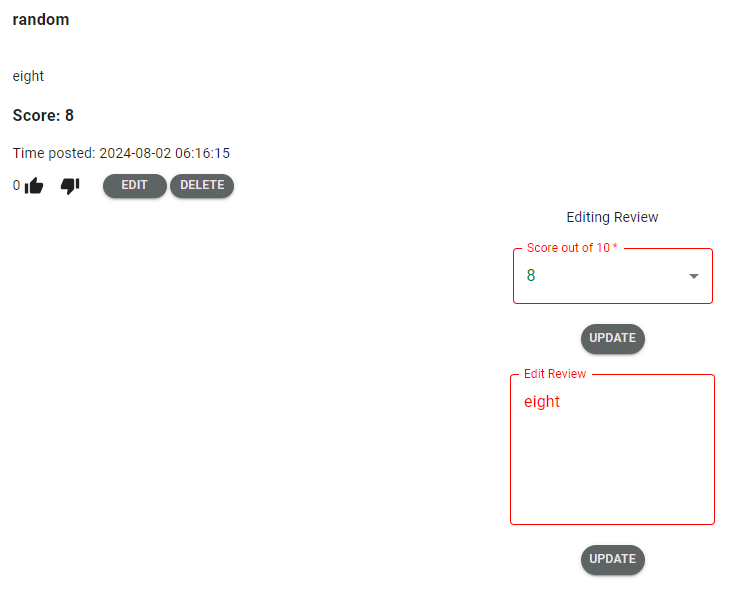 random
eight
Score: 8
Time posted: 2024-08-02 06:16:15
0 EDIT DELETE
Editing Review
Score out of 10 *
8
UPDATE
Edit Review
eight
UPDATE